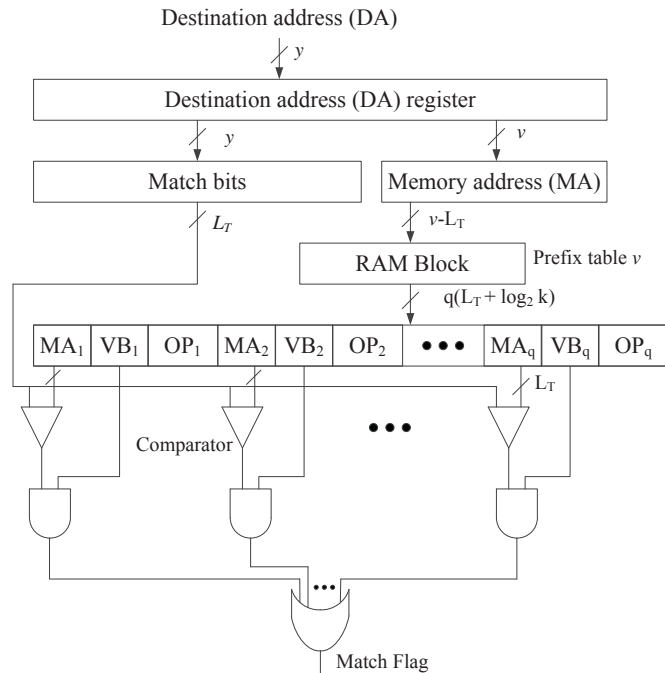 Destination address (DA)
y
Destination address (DA) register
y
v
Match bits
Memory address (MA)
L_T
v-L_T
RAM Block
Prefix table v
q(L_T + log_2 k)
MA_1 VB_1 OP_1 MA_2 VB_2 OP_2 ••• MA_q VB_q OP_q
L_T
Comparator
•••
•••
Match Flag